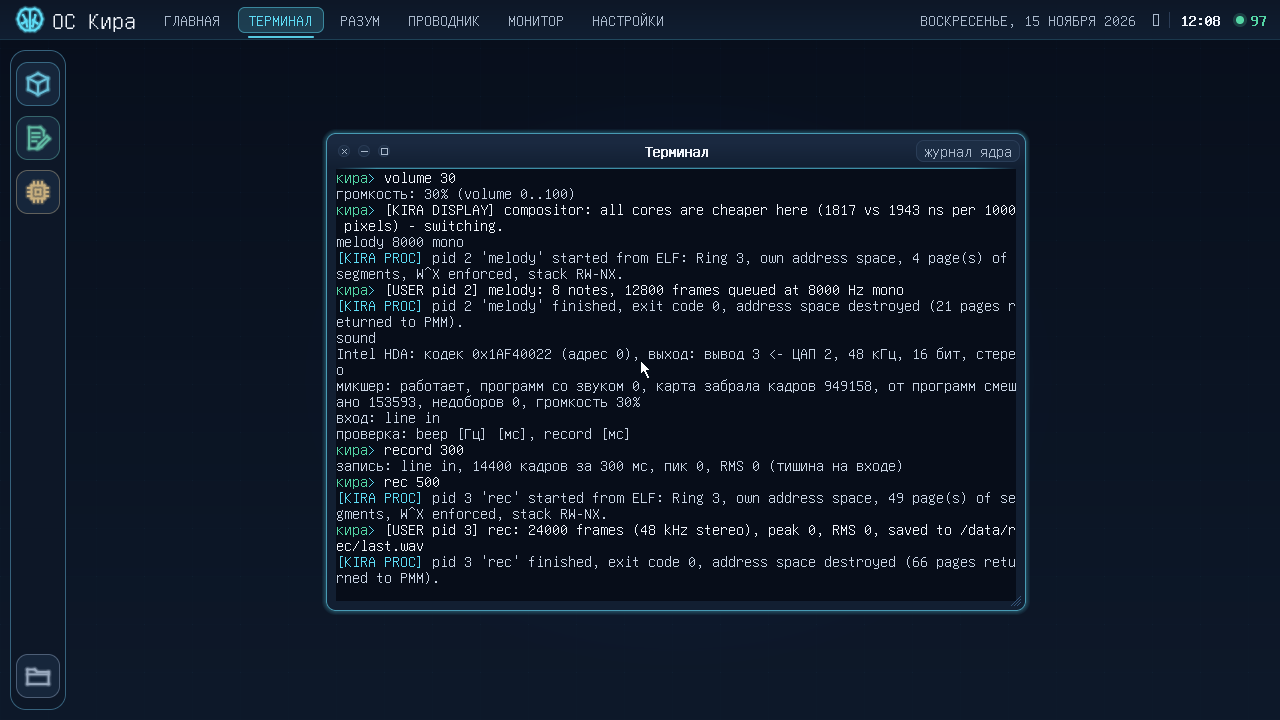 ОС Кира
ГЛАВНАЯ
ТЕРМИНАЛ
РАЗУМ
ПРОВОДНИК
МОНИТОР
НАСТРОЙКИ
ВОСКРЕСЕНЬЕ, 15 НОЯБРЯ 2026
12:08
97
Терминал
журнал ядра
кира> volume 30
громкость: 30% (volume 0..100)
кира> [KIRA DISPLAY] compositor: all cores are cheaper here (1817 vs 1943 ns per 1000
 pixels) - switching.
melody 8000 mono
[KIRA PROC] pid 2 'melody' started from ELF: Ring 3, own address space, 4 page(s) of
segments, W^X enforced, stack RW-NX.
кира> [USER pid 2] melody: 8 notes, 12800 frames queued at 8000 Hz mono
[KIRA PROC] pid 2 'melody' finished, exit code 0, address space destroyed (21 pages r
eturned to PMM).
sound
Intel HDA: кодек 0x1AF40022 (адрес 0), выход: вывод 3 <- ЦАП 2, 48 кГц, 16 бит, стере
о
микшер: работает, программ со звуком 0, карта забрала кадров 949158, от программ смеш
ано 153593, недоборов 0, громкость 30%
вход: line in
проверка: beep [Гц] [мс], record [мс]
кира> record 300
запись: line in, 14400 кадров за 300 мс, пик 0, RMS 0 (тишина на входе)
кира> rec 500
[KIRA PROC] pid 3 'rec' started from ELF: Ring 3, own address space, 49 page(s) of se
gments, W^X enforced, stack RW-NX.
кира> [USER pid 3] rec: 24000 frames (48 kHz stereo), peak 0, RMS 0, saved to /data/r
ec/last.wav
[KIRA PROC] pid 3 'rec' finished, exit code 0, address space destroyed (66 pages retu
rned to PMM).